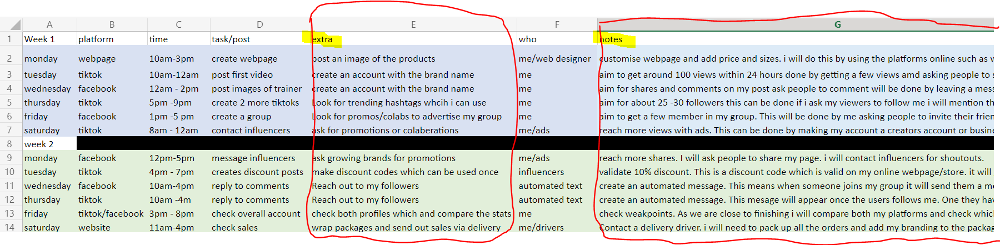 A B C D E F G
1 Week 1 platform time task/post extra who notes
2 monday webpage 10am-3pm create webpage post an image of the products me/web designer customise webpage and add price and sizes. i will do this by using the platforms online such as w
3 tuesday tiktok 10am-12am post first video create an account with the brand name me aim to get around 100 views within 24 hours done by getting a few views amd asking people to s
4 wednesday facebook 12am - 2pm post images of trainer create an account with the brand name me aim for shares and comments on my post ask people to comment will be done by leaving a mess
5 thursday tiktok 5pm -9pm create 2 more tiktoks Look for trending hashtags whcih i can use me aim for about 25 -30 followers this can be done if i ask my viewers to follow me i will mention th
6 friday facebook 1pm -5 pm create a group Look for promos/colabs to advertise my group me aim to get a few member in my group. This will be done by me asking people to invite their frien
7 saturday tiktok 8am - 12am contact influencers ask for promotions or colaberations me/ads reach more views with ads. This can be done by making my account a creators account or busine
8 week 2
9 monday facebook 12pm-5pm message influencers ask growing brands for promotions me/ads reach more shares. I will ask people to share my page. i will contact influencers for shoutouts.
10 tuesday tiktok 4pm - 7pm creates discount posts make discount codes which can be used once influencers validate 10% discount. This is a discount code which is valid on my online webpage/store. it will
11 wednesday facebook 10am-4pm reply to comments Reach out to my followers automated text create an automated message. This means when someone joins my group it will send them a me
12 thursday tiktok 10am -4m reply to comments Reach out to my followers automated text create an automated message. This mesage will appear once the users follows me. One they hav
13 friday tiktok/facebook 3pm - 8pm check overall account check both profiles which and compare the stats me check weakpoints. As we are close to finishing i will compare both my platforms and check whic
14 saturday website 11am-4pm check sales wrap packages and send out sales via delivery me/drivers Contact a delivery driver. i will need to pack up all the orders and add my branding to the packag